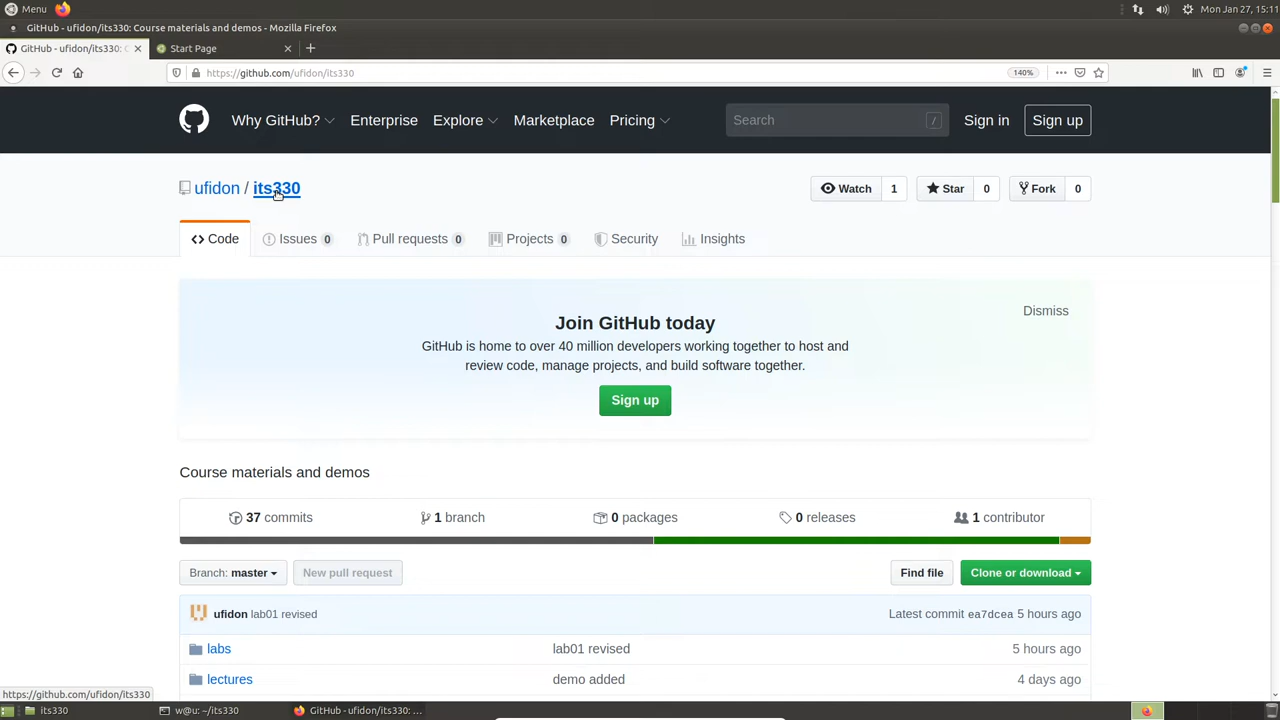 Menu
Mon Jan 27, 15:11
GitHub - ufidon/its330: Course materials and demos - Mozilla Firefox
GitHub - ufidon/its330: C
Start Page
https://github.com/ufidon/its330
140%
Why GitHub?
Enterprise
Explore
Marketplace
Pricing
Search
/
Sign in
Sign up
ufidon / its330
Watch 1
Star 0
Fork 0
Code
Issues 0
Pull requests 0
Projects 0
Security
Insights
Dismiss
Join GitHub today
GitHub is home to over 40 million developers working together to host and
review code, manage projects, and build software together.
Sign up
Course materials and demos
37 commits
1 branch
0 packages
0 releases
1 contributor
Branch: master
New pull request
Find file
Clone or download
ufidon lab01 revised
Latest commit ea7dcea 5 hours ago
labs
lab01 revised
5 hours ago
lectures
demo added
4 days ago
https://github.com/ufidon/its330
its330
w@u: ~/its330
GitHub - ufidon/its330: ...